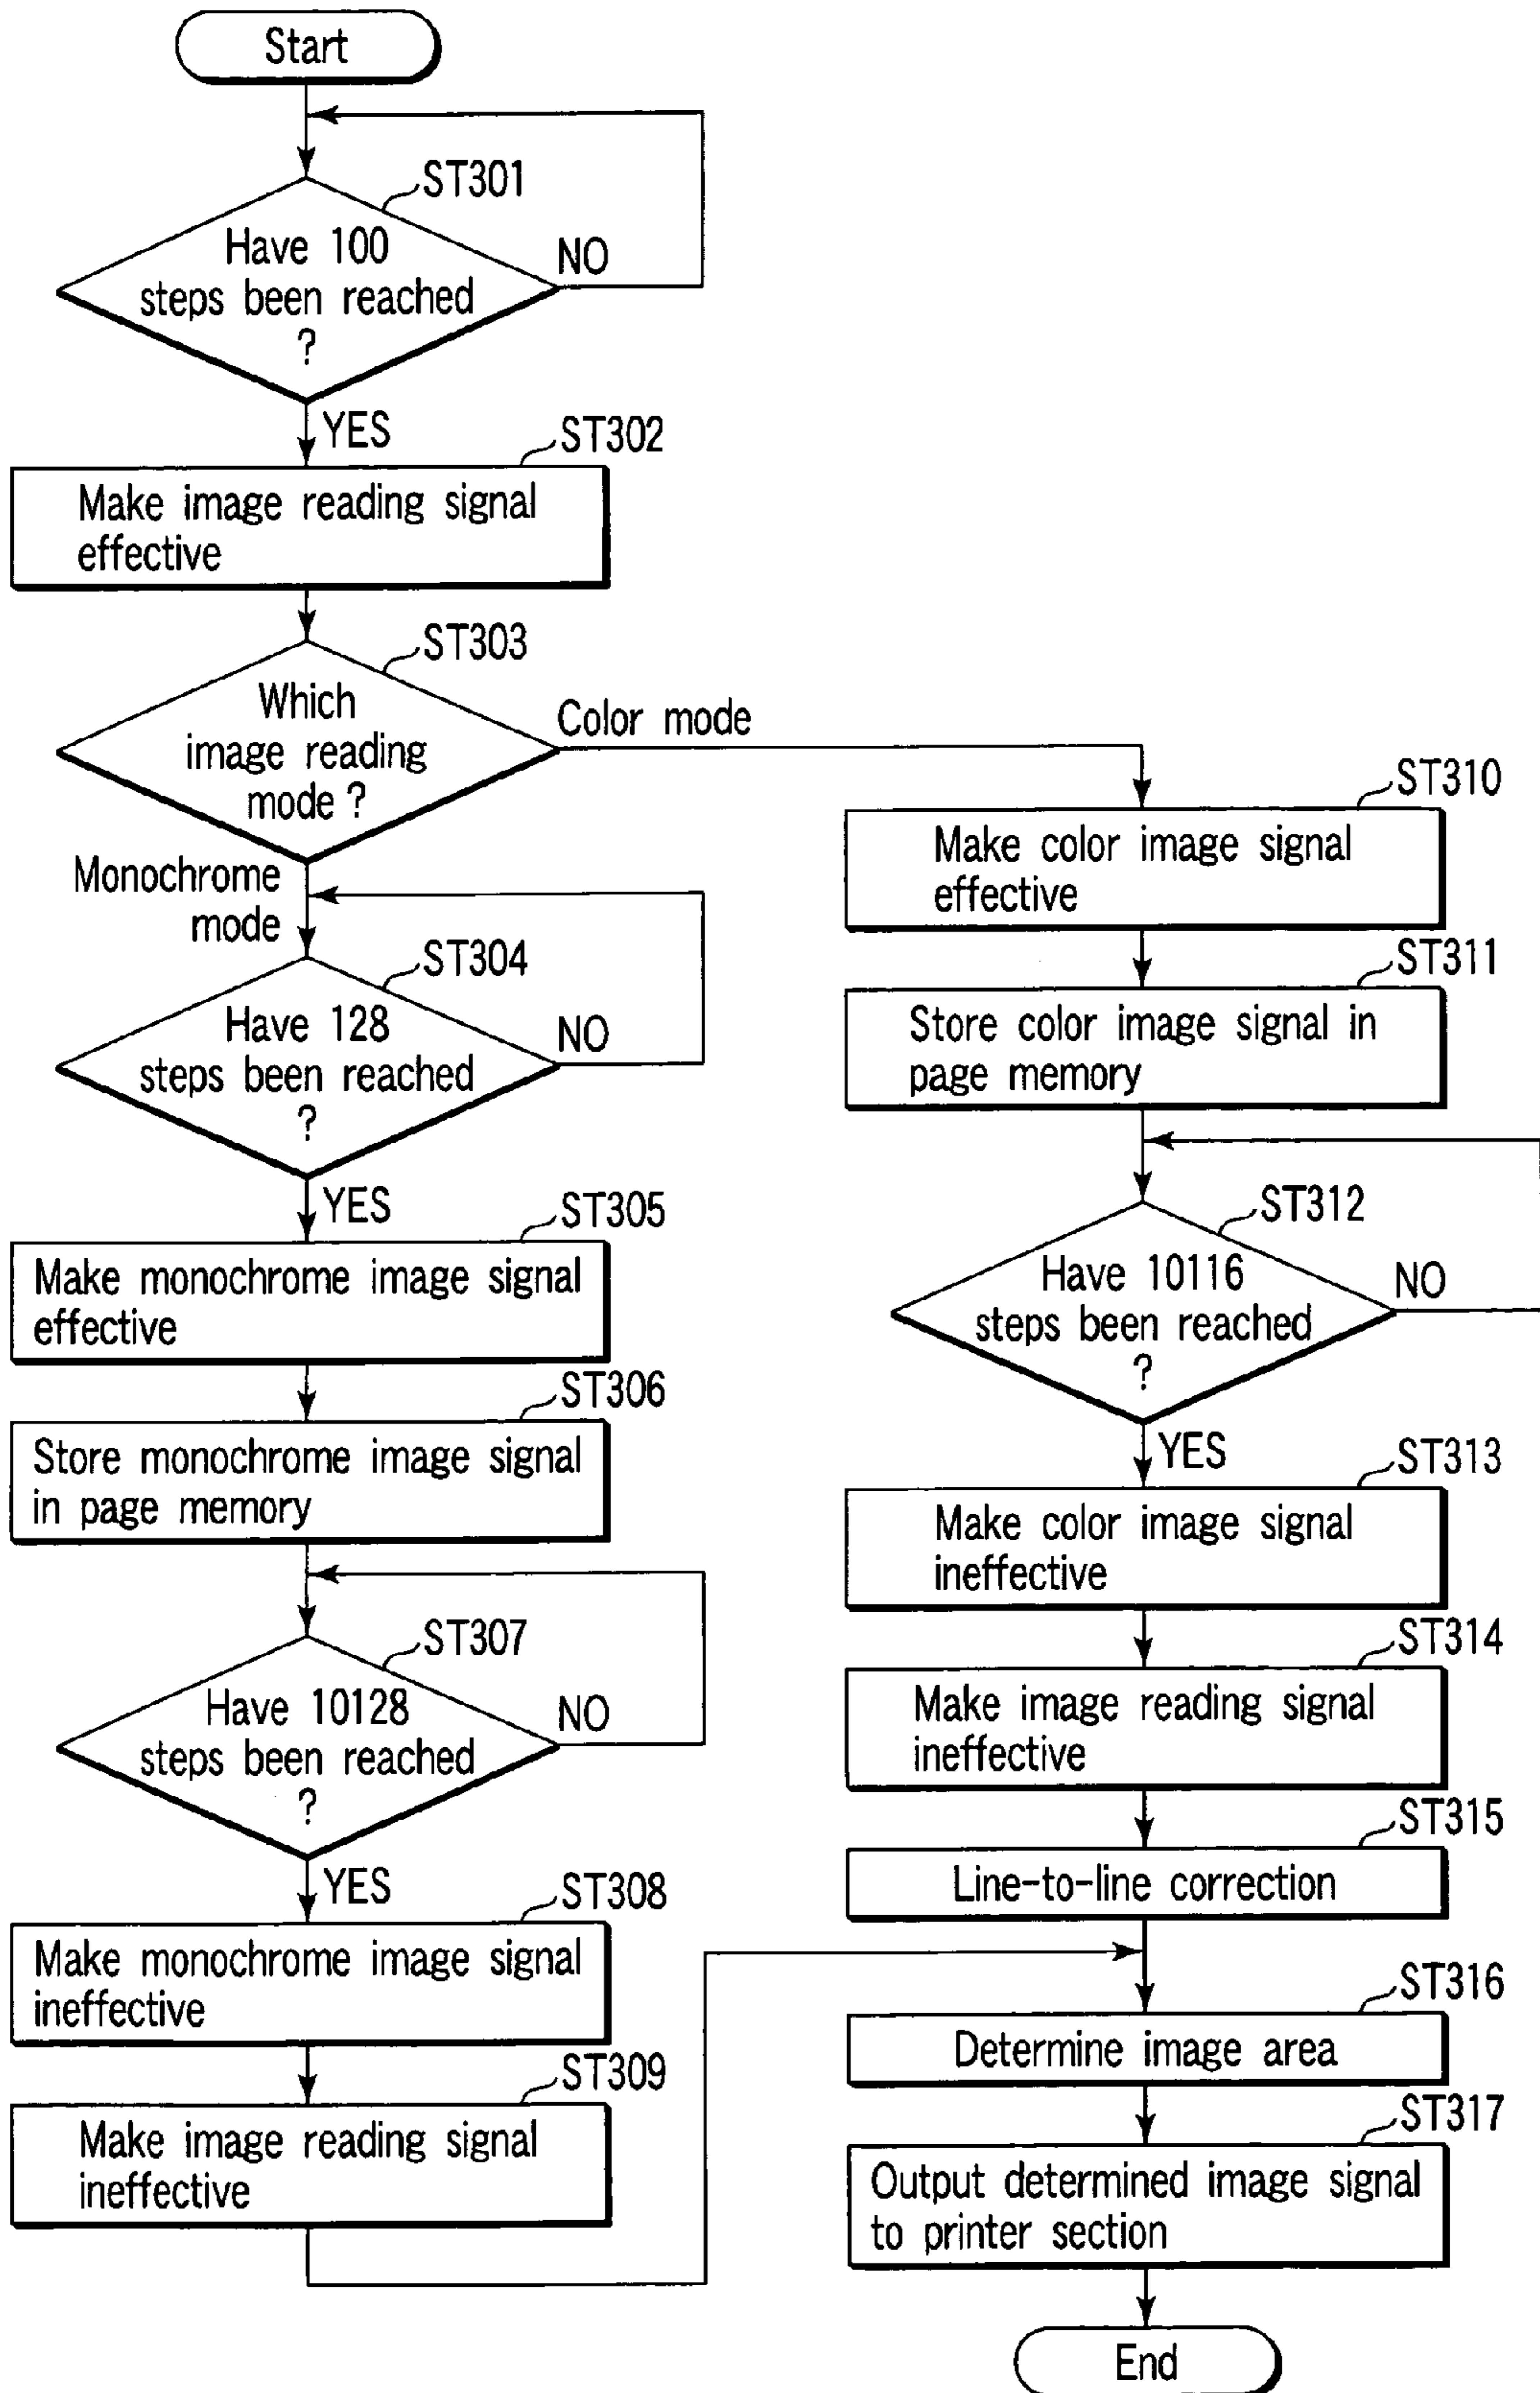 Start
ST301
Have 100
steps been reached
?
NO
YES
ST302
Make image reading signal
effective
ST303
Which
image reading
mode ?
Color mode
Monochrome
mode
ST304
Have 128
steps been reached
?
NO
YES
ST305
Make monochrome image signal
effective
ST306
Store monochrome image signal
in page memory
ST307
Have 10128
steps been reached
?
NO
YES
ST308
Make monochrome image signal
ineffective
ST309
Make image reading signal
ineffective
ST310
Make color image signal
effective
ST311
Store color image signal in
page memory
ST312
Have 10116
steps been reached
?
NO
YES
ST313
Make color image signal
ineffective
ST314
Make image reading signal
ineffective
ST315
Line-to-line correction
ST316
Determine image area
ST317
Output determined image signal
to printer section
End